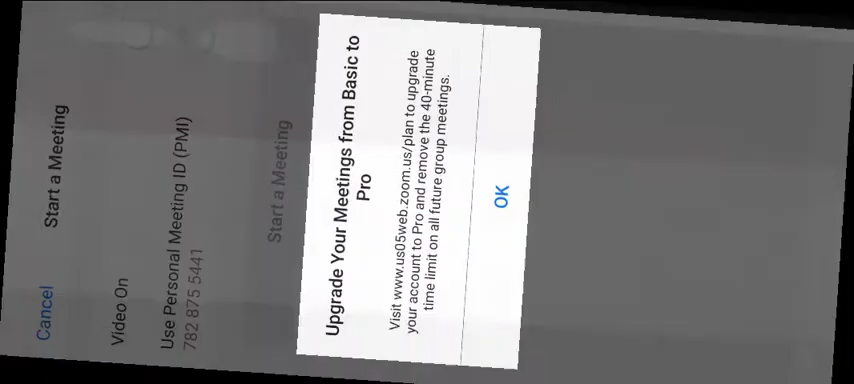 Cancel
Start a Meeting
Video On
Use Personal Meeting ID (PMI)
782 875 5441
Start a Meeting
Upgrade Your Meetings from Basic to
Pro
Visit www.us05web.zoom.us/plan to upgrade
your account to Pro and remove the 40-minute
time limit on all future group meetings.
OK